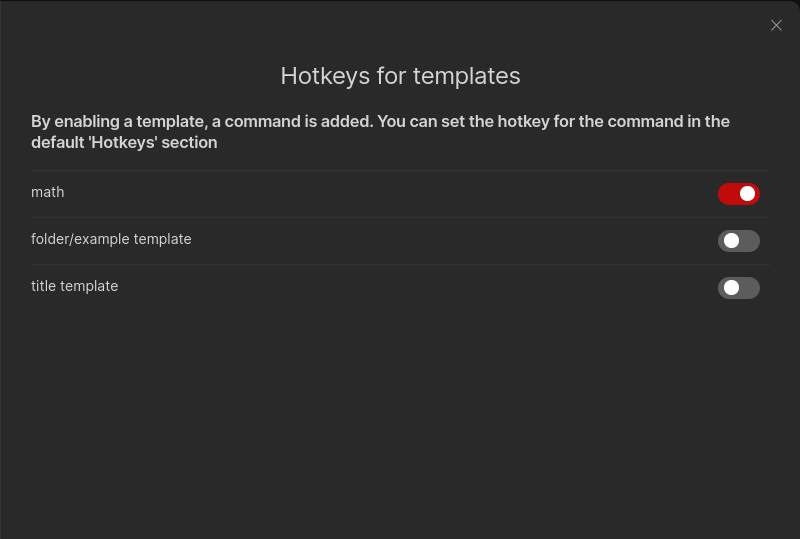 Hotkeys for templates
By enabling a template, a command is added. You can set the hotkey for the command in the
default 'Hotkeys' section
math
folder/example template
title template